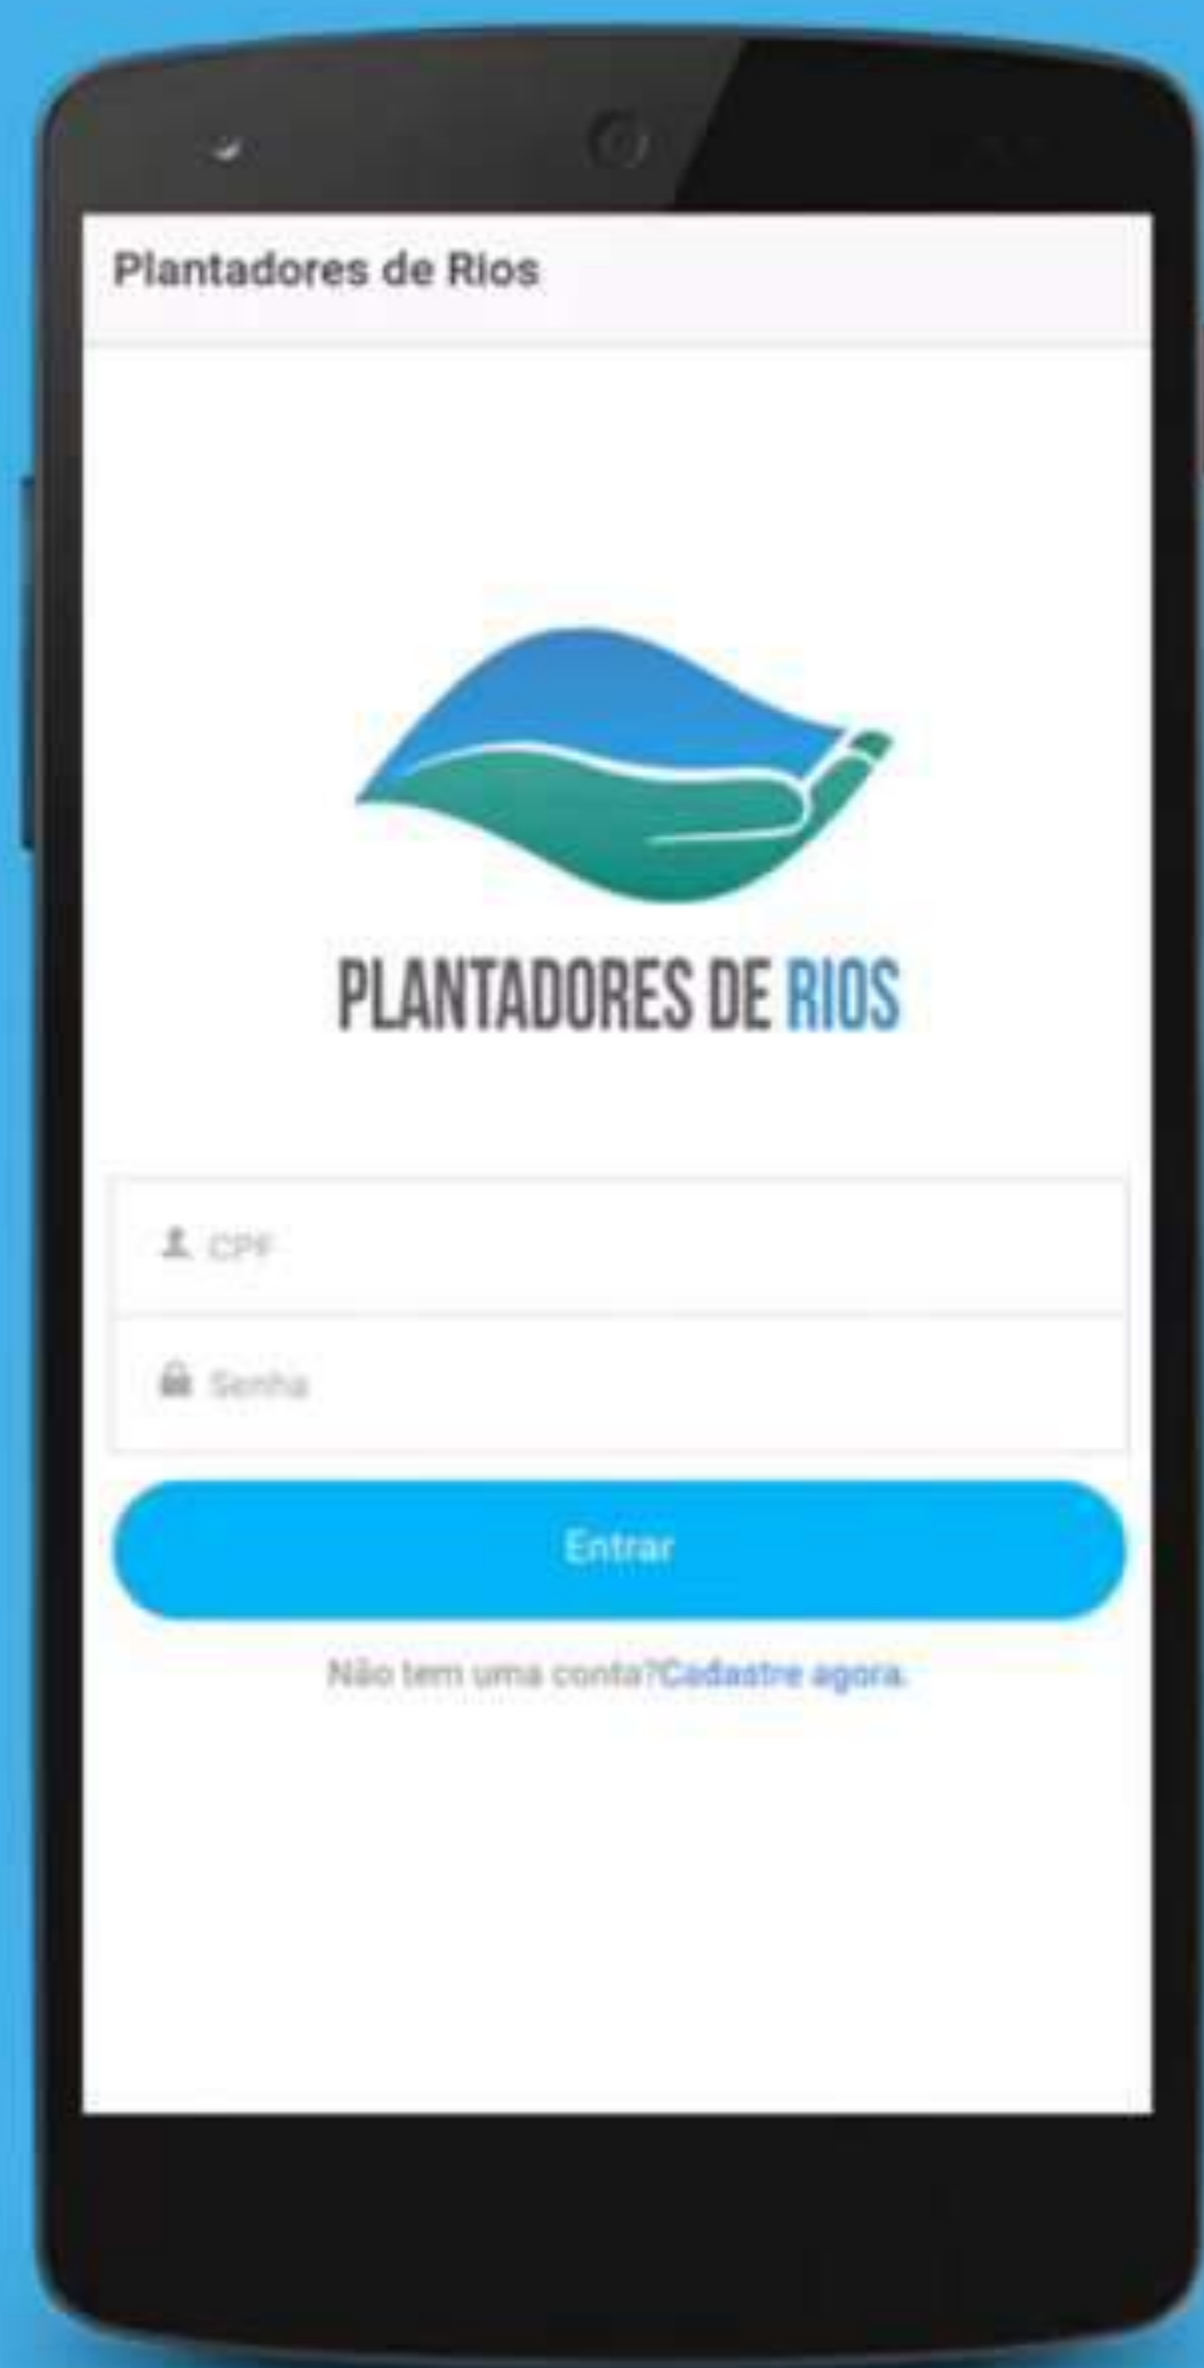 Plantadores de Rios
PLANTADORES DE RIOS
CPF
Senha
Entrar
Não tem uma conta?Cadastre agora.